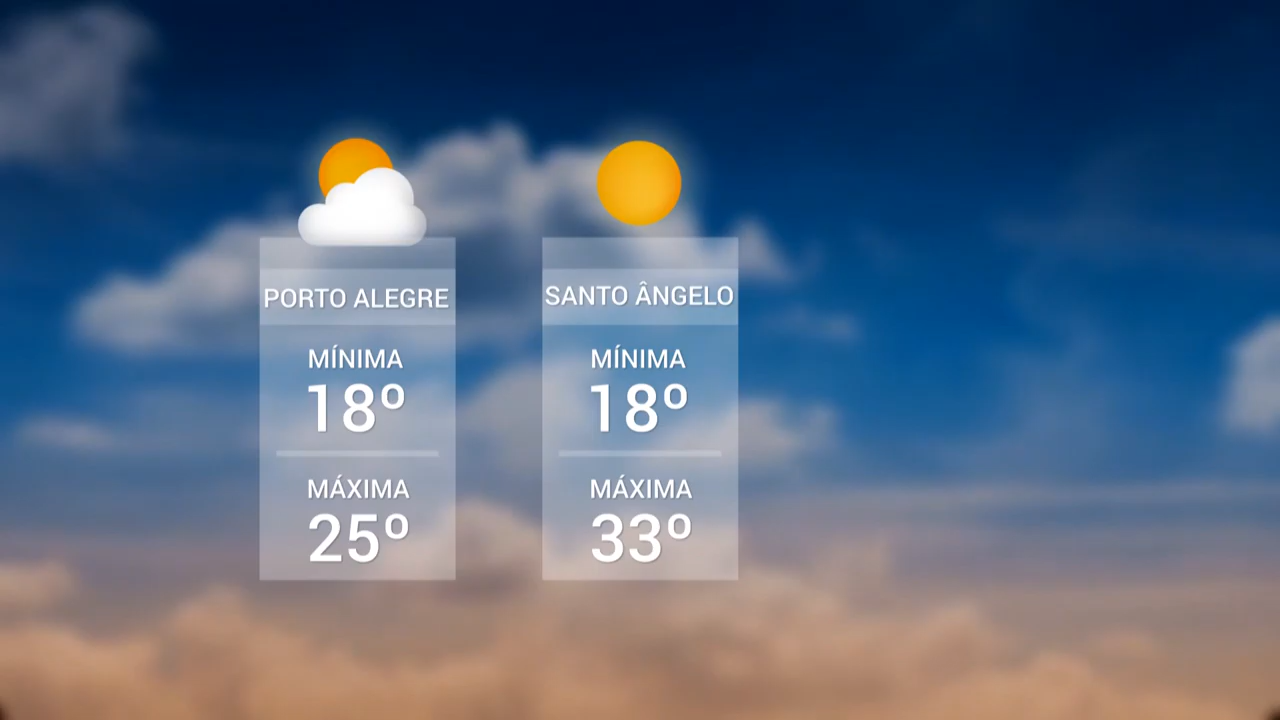 PORTO ALEGRE
MÍNIMA
18º
MÁXIMA
25º
SANTO ÂNGELO
MÍNIMA
18º
MÁXIMA
33º